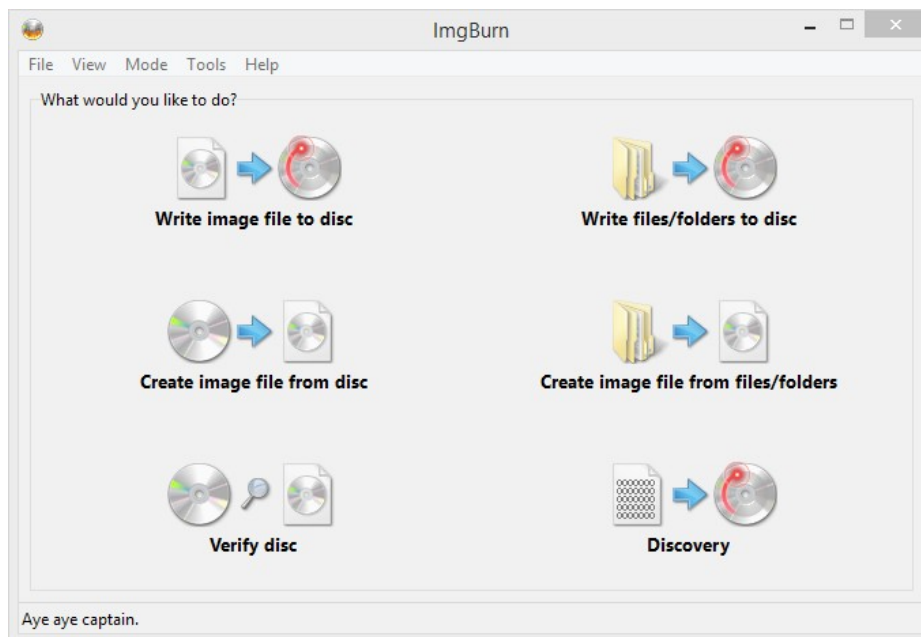 ImgBurn
File View Mode Tools Help
What would you like to do?
Write image file to disc
Write files/folders to disc
Create image file from disc
Create image file from files/folders
Verify disc
Discovery
Aye aye captain.